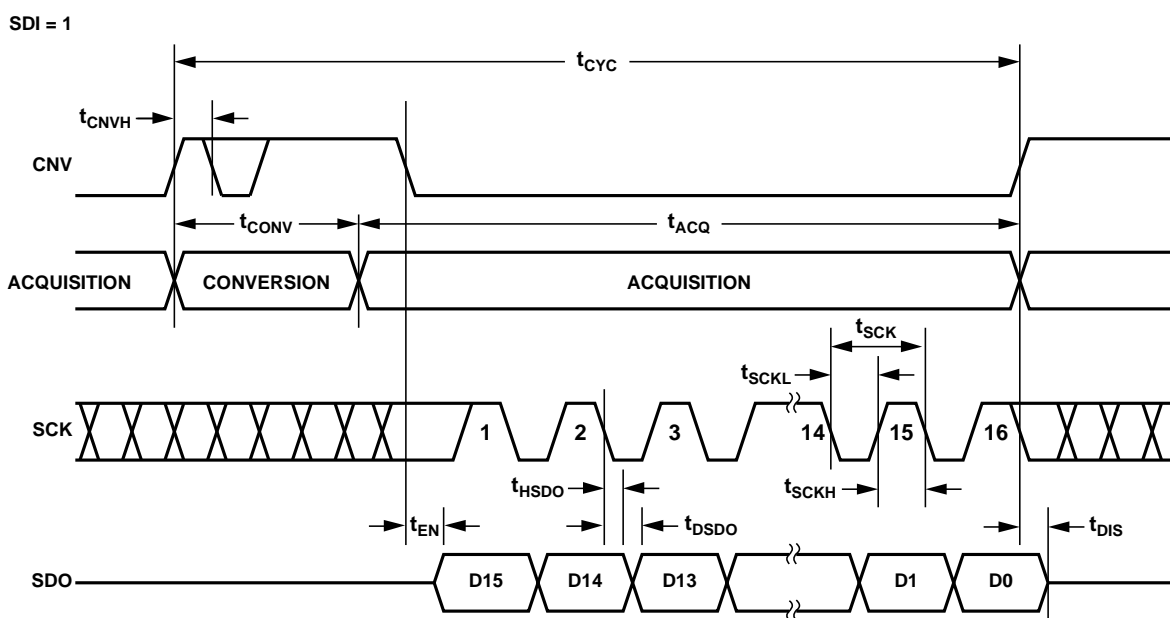 SDI = 1
tCYC
tCNVH
CNV
tCONV
tACQ
ACQUISITION
CONVERSION
ACQUISITION
tSCK
tSCKL
SCK
1
2
3
14
15
16
tHSDO
tSCKH
tEN
tDSDO
tDIS
SDO
D15
D14
D13
D1
D0